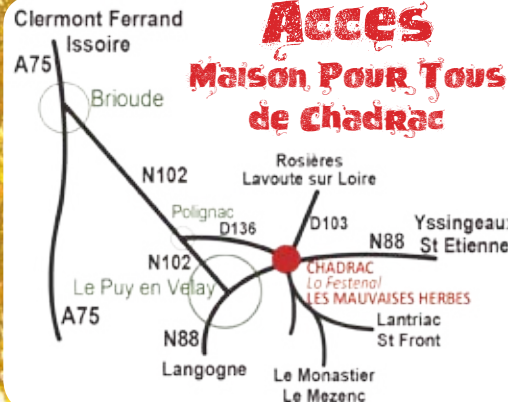 Acces
Maison Pour Tous
de Chadrac
Clermont Ferrand
Issoire
A75
Brioude
N102
Rosières
Lavoute sur Loire
Polignac
D136
D103
Yssingeaux
N88
St Etienne
N102
Le Puy en Velay
CHADRAC
Lo Festenal
LES MAUVAISES HERBES
A75
N88
Lantriac
St Front
Langogne
Le Monastier
Le Mezenc